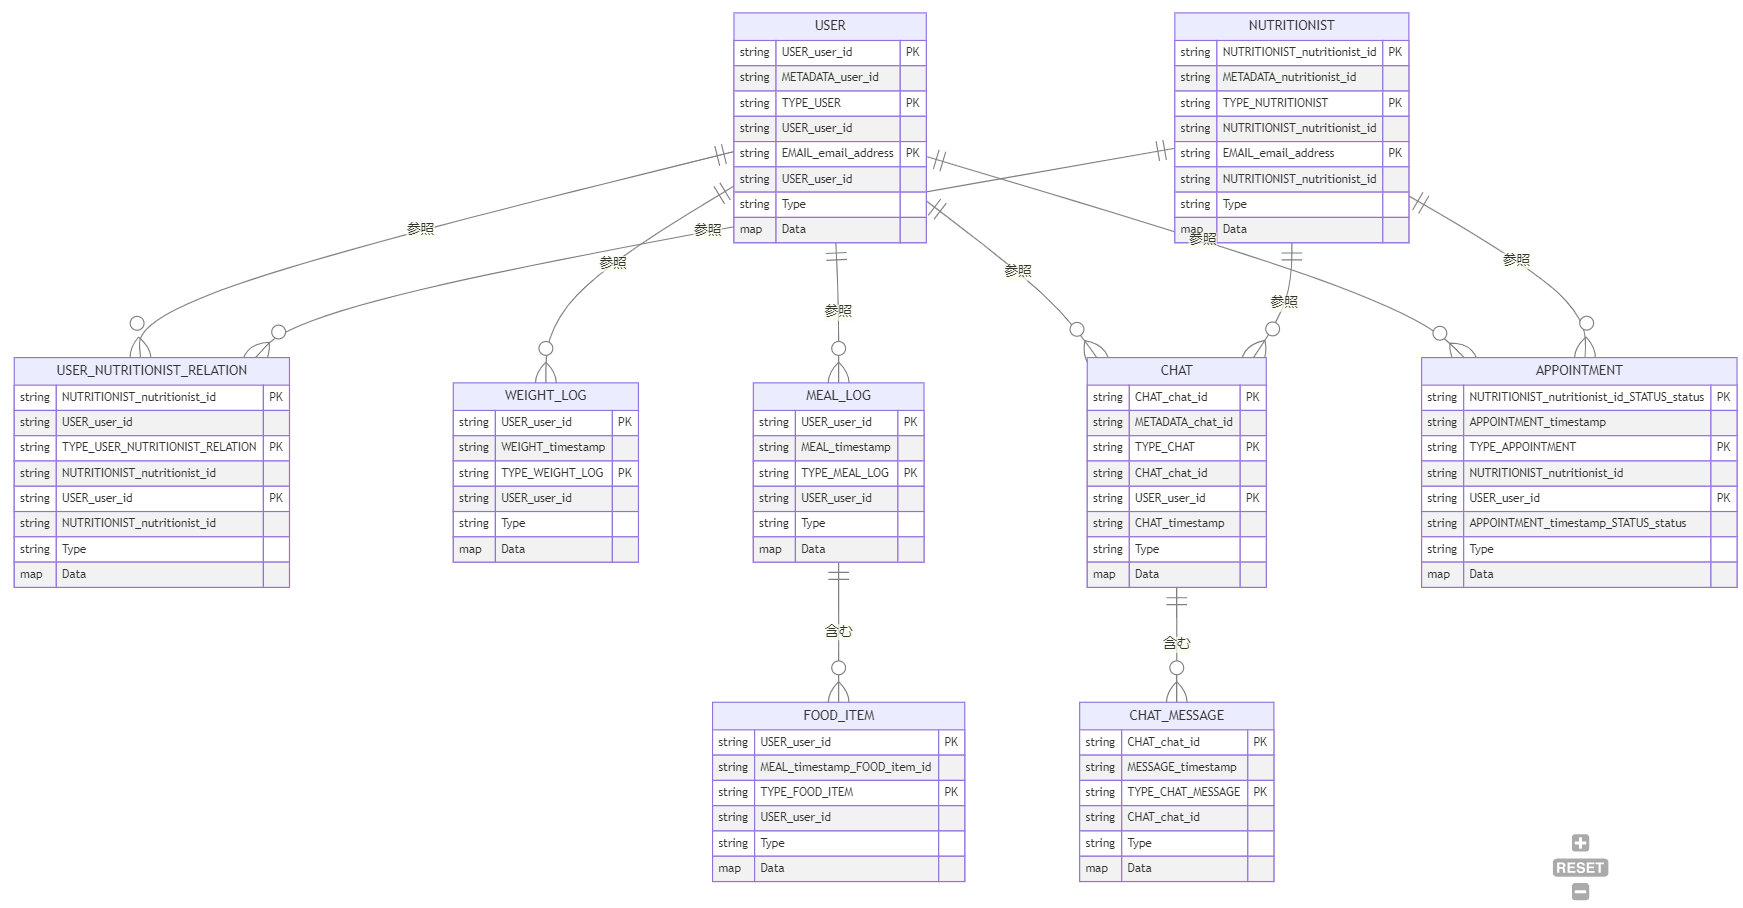 USER
string USER_user_id PK
string METADATA_user_id
string TYPE_USER PK
string USER_user_id
string EMAIL_email_address PK
string USER_user_id
string Type
map Data
NUTRITIONIST
string NUTRITIONIST_nutritionist_id PK
string METADATA_nutritionist_id
string TYPE_NUTRITIONIST PK
string NUTRITIONIST_nutritionist_id
string EMAIL_email_address PK
string NUTRITIONIST_nutritionist_id
string Type
map Data
参照
参照
参照
参照
参照
参照
参照
参照
USER_NUTRITIONIST_RELATION
string NUTRITIONIST_nutritionist_id PK
string USER_user_id
string TYPE_USER_NUTRITIONIST_RELATION PK
string NUTRITIONIST_nutritionist_id
string USER_user_id PK
string NUTRITIONIST_nutritionist_id
string Type
map Data
WEIGHT_LOG
string USER_user_id PK
string WEIGHT_timestamp
string TYPE_WEIGHT_LOG PK
string USER_user_id
string Type
map Data
MEAL_LOG
string USER_user_id PK
string MEAL_timestamp
string TYPE_MEAL_LOG PK
string USER_user_id
string Type
map Data
CHAT
string CHAT_chat_id PK
string METADATA_chat_id
string TYPE_CHAT PK
string CHAT_chat_id
string USER_user_id PK
string CHAT_timestamp
string Type
map Data
APPOINTMENT
string NUTRITIONIST_nutritionist_id_STATUS_status PK
string APPOINTMENT_timestamp
string TYPE_APPOINTMENT PK
string NUTRITIONIST_nutritionist_id
string USER_user_id PK
string APPOINTMENT_timestamp_STATUS_status
string Type
map Data
含む
含む
FOOD_ITEM
string USER_user_id PK
string MEAL_timestamp_FOOD_item_id
string TYPE_FOOD_ITEM PK
string USER_user_id
string Type
map Data
CHAT_MESSAGE
string CHAT_chat_id PK
string MESSAGE_timestamp
string TYPE_CHAT_MESSAGE PK
string CHAT_chat_id
string Type
map Data
RESET